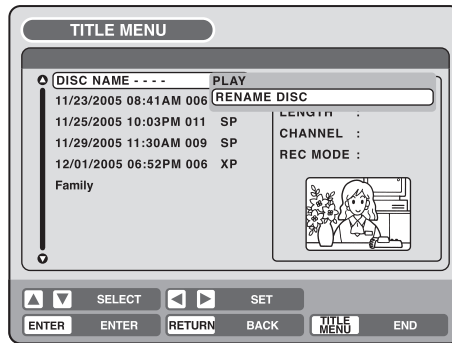 TITLE MENU
DISC NAME - - - -
PLAY
RENAME DISC
11/23/2005 08:41AM 006
11/25/2005 10:03PM 011 SP
11/29/2005 11:30AM 009 SP
12/01/2005 06:52PM 006 XP
Family
LENGTH :
CHANNEL :
REC MODE :
SELECT
SET
ENTER ENTER
RETURN BACK
TITLE MENU END